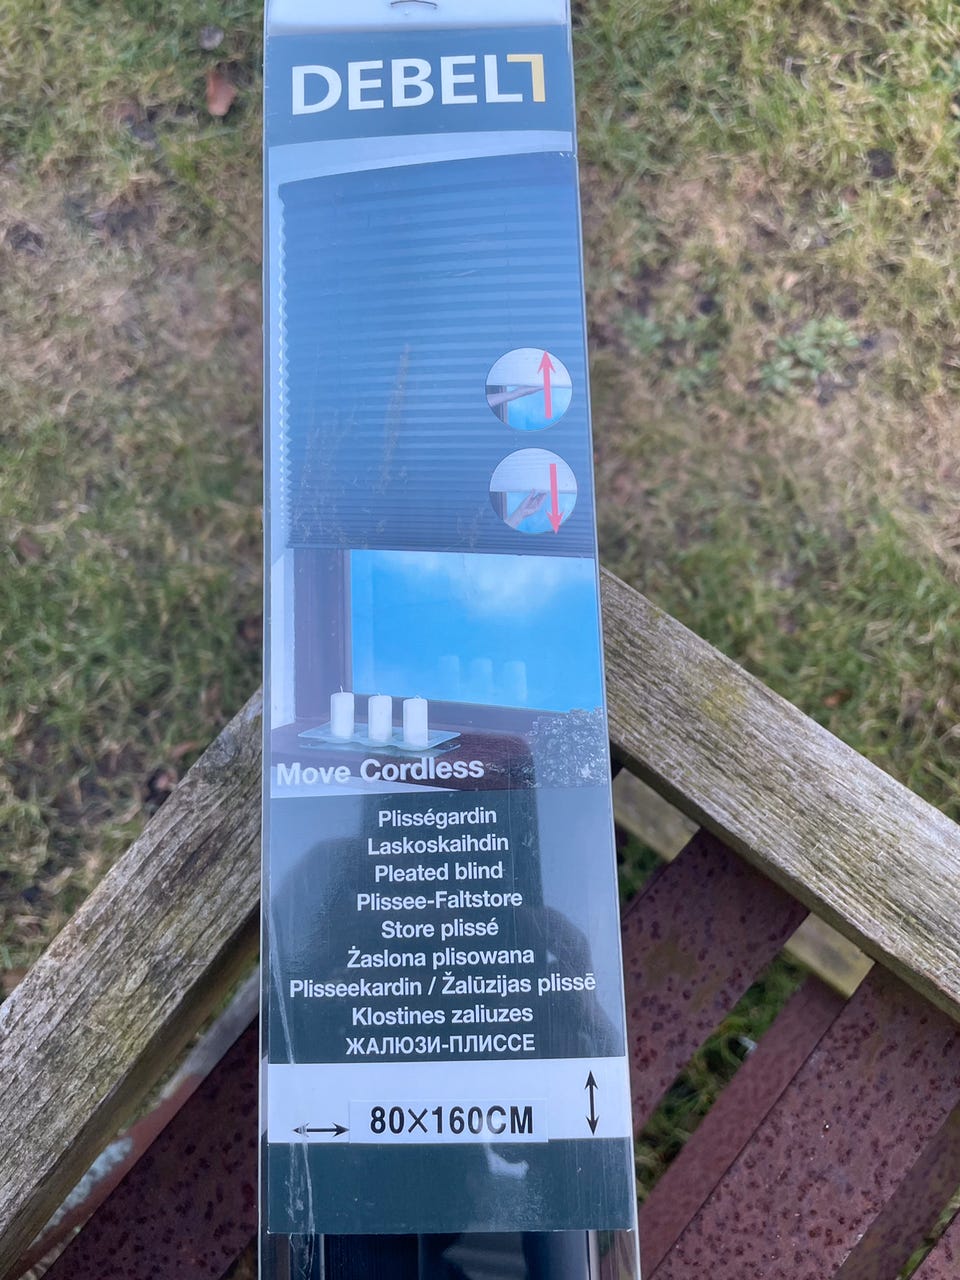 DEBEL
Move Cordless
Plisségardin
Laskoskaihdin
Pleated blind
Plissee-Faltstore
Store plissé
Żaslona plisowana
Plisseekardin / Žalūzijas plissē
Klostines zaliuzes
ЖАЛЮЗИ-ПЛИССЕ
80×160CM